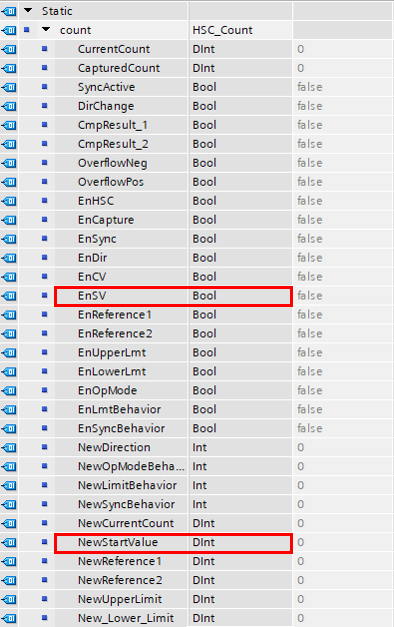 Static
count HSC_Count
CurrentCount DInt 0
CapturedCount DInt 0
SyncActive Bool false
DirChange Bool false
CmpResult_1 Bool false
CmpResult_2 Bool false
OverflowNeg Bool false
OverflowPos Bool false
EnHSC Bool false
EnCapture Bool false
EnSync Bool false
EnDir Bool false
EnCV Bool false
EnSV Bool false
EnReference1 Bool false
EnReference2 Bool false
EnUpperLmt Bool false
EnLowerLmt Bool false
EnOpMode Bool false
EnLmtBehavior Bool false
EnSyncBehavior Bool false
NewDirection Int 0
NewOpModeBeha... Int 0
NewLimitBehavior Int 0
NewSyncBehavior Int 0
NewCurrentCount DInt 0
NewStartValue DInt 0
NewReference1 DInt 0
NewReference2 DInt 0
NewUpperLimit DInt 0
New_Lower_Limit DInt 0